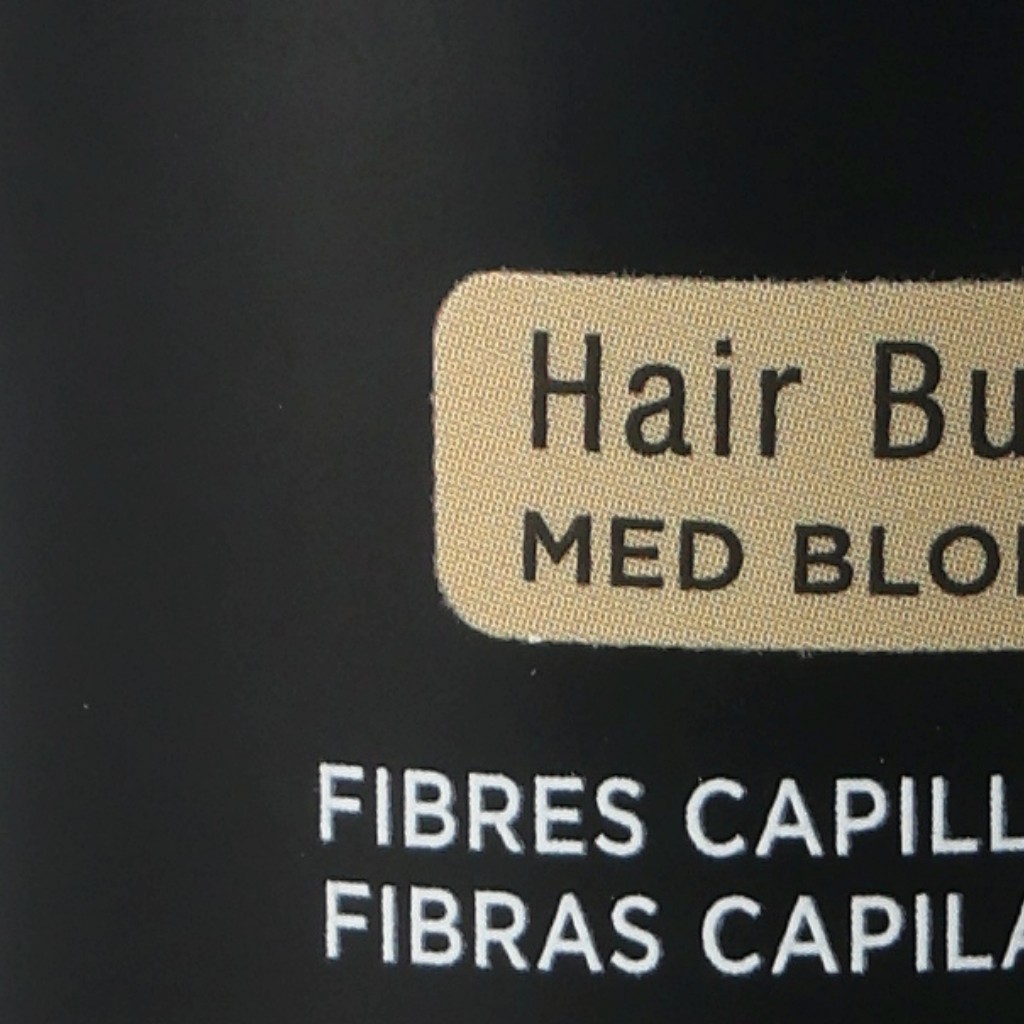 Hair Bu
MED BLO
FIBRES CAPILL
FIBRAS CAPILA